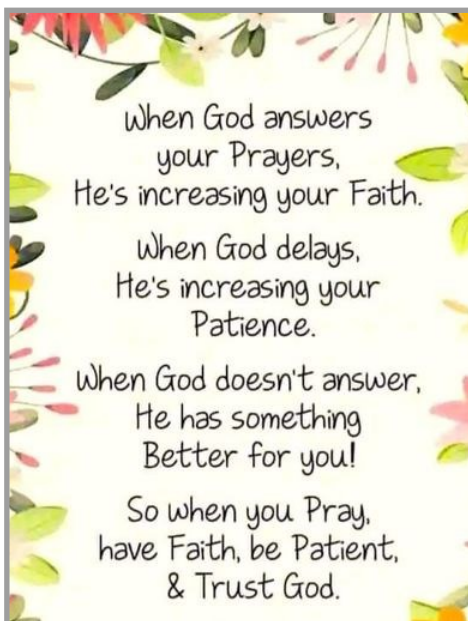 When God answers
your Prayers,
He's increasing your Faith.
When God delays,
He's increasing your
Patience.
When God doesn't answer,
He has something
Better for you!
So when you Pray,
have Faith, be Patient,
& Trust God.